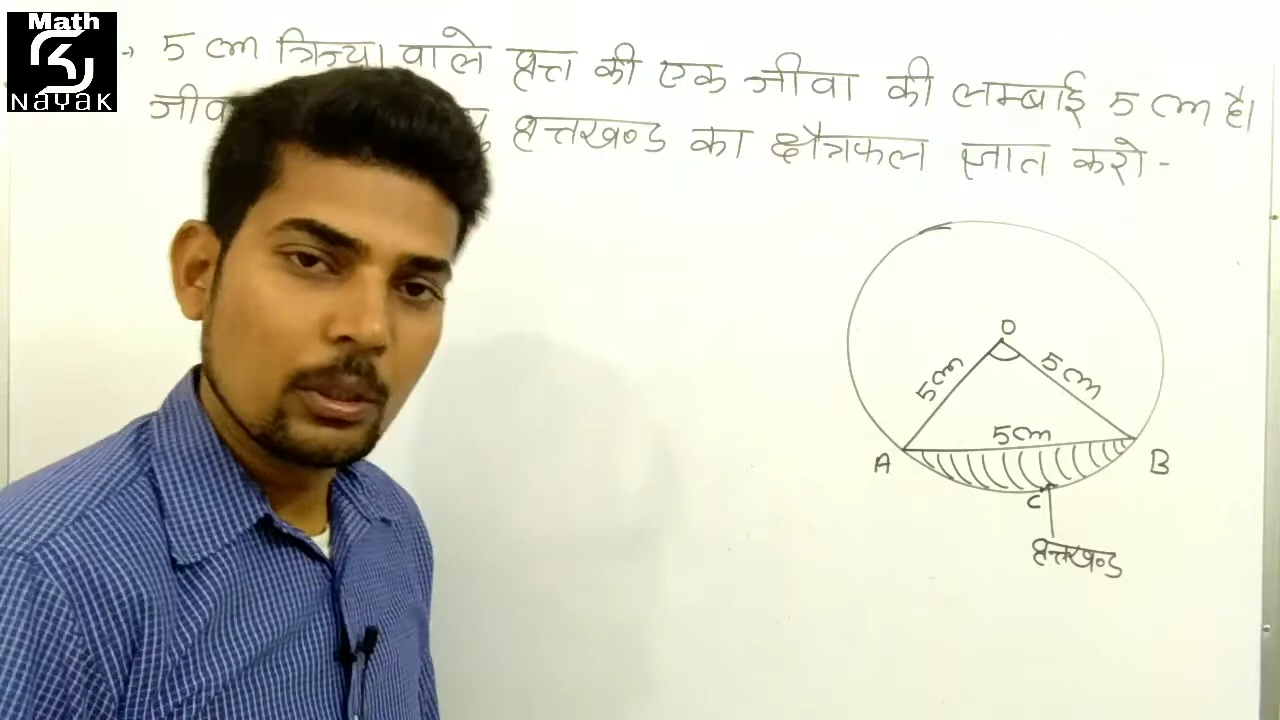 Math
NAYAK
→ 5 cm त्रिज्या वाले वृत्त की एक जीवा की लम्बाई 5 cm है।
वृत्तखण्ड का क्षैत्रफल ज्ञात करो -
O
5cm
5cm
5cm
A
B
C
वृत्तखण्ड